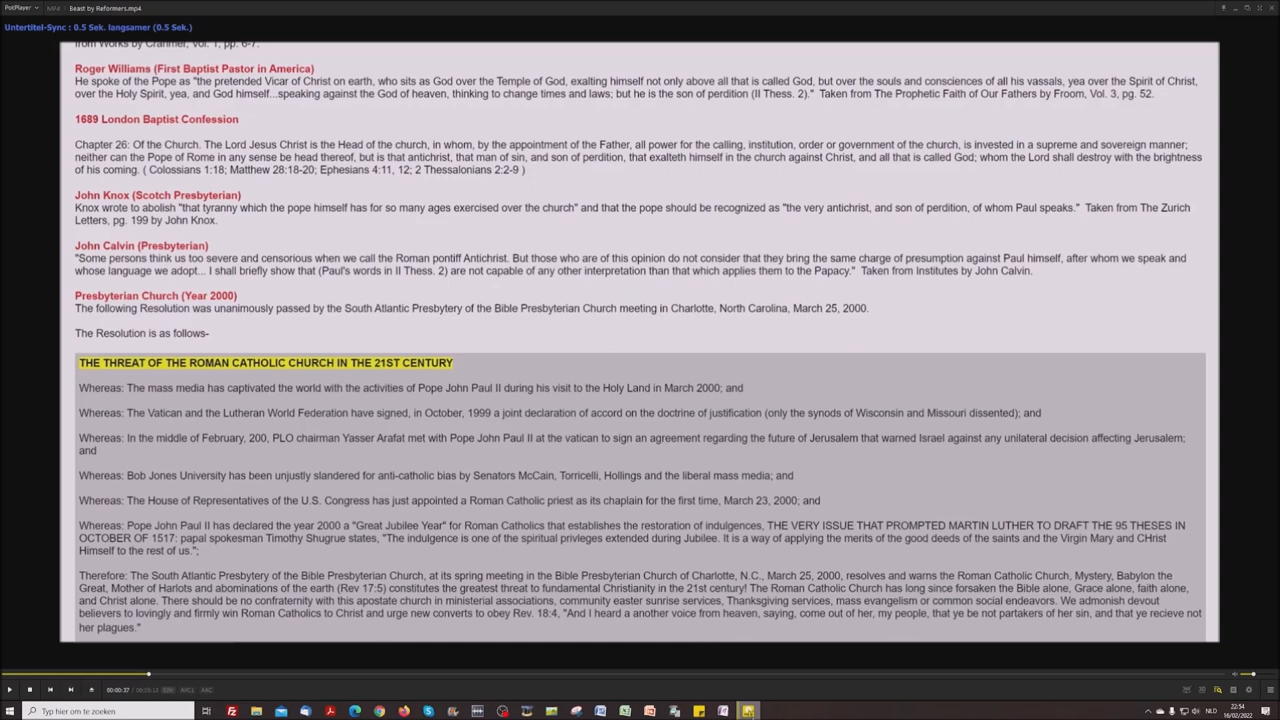 PotPlayer
MP4
Beast by Reformers.mp4
Untertitel-Sync : 0.5 Sek. langsamer (0.5 Sek.)
from Works by Cranmer, Vol. 1, pp. 6-7.
Roger Williams (First Baptist Pastor in America)
He spoke of the Pope as "the pretended Vicar of Christ on earth, who sits as God over the Temple of God, exalting himself not only above all that is called God, but over the souls and consciences of all his vassals, yea over the Spirit of Christ,
over the Holy Spirit, yea, and God himself...speaking against the God of heaven, thinking to change times and laws; but he is the son of perdition (II Thess. 2)." Taken from The Prophetic Faith of Our Fathers by Froom, Vol. 3, pg. 52.
1689 London Baptist Confession
Chapter 26: Of the Church. The Lord Jesus Christ is the Head of the church, in whom, by the appointment of the Father, all power for the calling, institution, order or government of the church, is invested in a supreme and sovereign manner;
neither can the Pope of Rome in any sense be head thereof, but is that antichrist, that man of sin, and son of perdition, that exalteth himself in the church against Christ, and all that is called God; whom the Lord shall destroy with the brightness
of his coming. ( Colossians 1:18; Matthew 28:18-20; Ephesians 4:11, 12; 2 Thessalonians 2:2-9 )
John Knox (Scotch Presbyterian)
Knox wrote to abolish "that tyranny which the pope himself has for so many ages exercised over the church" and that the pope should be recognized as "the very antichrist, and son of perdition, of whom Paul speaks." Taken from The Zurich
Letters, pg. 199 by John Knox.
John Calvin (Presbyterian)
"Some persons think us too severe and censorious when we call the Roman pontiff Antichrist. But those who are of this opinion do not consider that they bring the same charge of presumption against Paul himself, after whom we speak and
whose language we adopt... I shall briefly show that (Paul's words in II Thess. 2) are not capable of any other interpretation than that which applies them to the Papacy." Taken from Institutes by John Calvin.
Presbyterian Church (Year 2000)
The following Resolution was unanimously passed by the South Atlantic Presbytery of the Bible Presbyterian Church meeting in Charlotte, North Carolina, March 25, 2000.
The Resolution is as follows-
THE THREAT OF THE ROMAN CATHOLIC CHURCH IN THE 21ST CENTURY
Whereas: The mass media has captivated the world with the activities of Pope John Paul II during his visit to the Holy Land in March 2000; and
Whereas: The Vatican and the Lutheran World Federation have signed, in October, 1999 a joint declaration of accord on the doctrine of justification (only the synods of Wisconsin and Missouri dissented); and
Whereas: In the middle of February, 200, PLO chairman Yasser Arafat met with Pope John Paul II at the vatican to sign an agreement regarding the future of Jerusalem that warned Israel against any unilateral decision affecting Jerusalem;
and
Whereas: Bob Jones University has been unjustly slandered for anti-catholic bias by Senators McCain, Torricelli, Hollings and the liberal mass media; and
Whereas: The House of Representatives of the U.S. Congress has just appointed a Roman Catholic priest as its chaplain for the first time, March 23, 2000; and
Whereas: Pope John Paul II has declared the year 2000 a "Great Jubilee Year" for Roman Catholics that establishes the restoration of indulgences, THE VERY ISSUE THAT PROMPTED MARTIN LUTHER TO DRAFT THE 95 THESES IN
OCTOBER OF 1517: papal spokesman Timothy Shugrue states, "The indulgence is one of the spiritual privleges extended during Jubilee. It is a way of applying the merits of the good deeds of the saints and the Virgin Mary and CHrist
Himself to the rest of us.";
Therefore: The South Atlantic Presbytery of the Bible Presbyterian Church, at its spring meeting in the Bible Presbyterian Church of Charlotte, N.C., March 25, 2000, resolves and warns the Roman Catholic Church, Mystery, Babylon the
Great, Mother of Harlots and abominations of the earth (Rev 17:5) constitutes the greatest threat to fundamental Christianity in the 21st century! The Roman Catholic Church has long since forsaken the Bible alone, Grace alone, faith alone,
and Christ alone. There should be no confraternity with this apostate church in ministerial associations, community easter sunrise services, Thanksgiving services, mass evangelism or common social endeavors. We admonish devout
believers to lovingly and firmly win Roman Catholics to Christ and urge new converts to obey Rev. 18:4, "And I heard another voice from heaven, saying, come out of her, my people, that ye be not partakers of her sin, and that ye recieve not
her plagues."
00:00:37
AVC1
AAC
Typ hier om te zoeken
NLD
22:54
16/02/2022